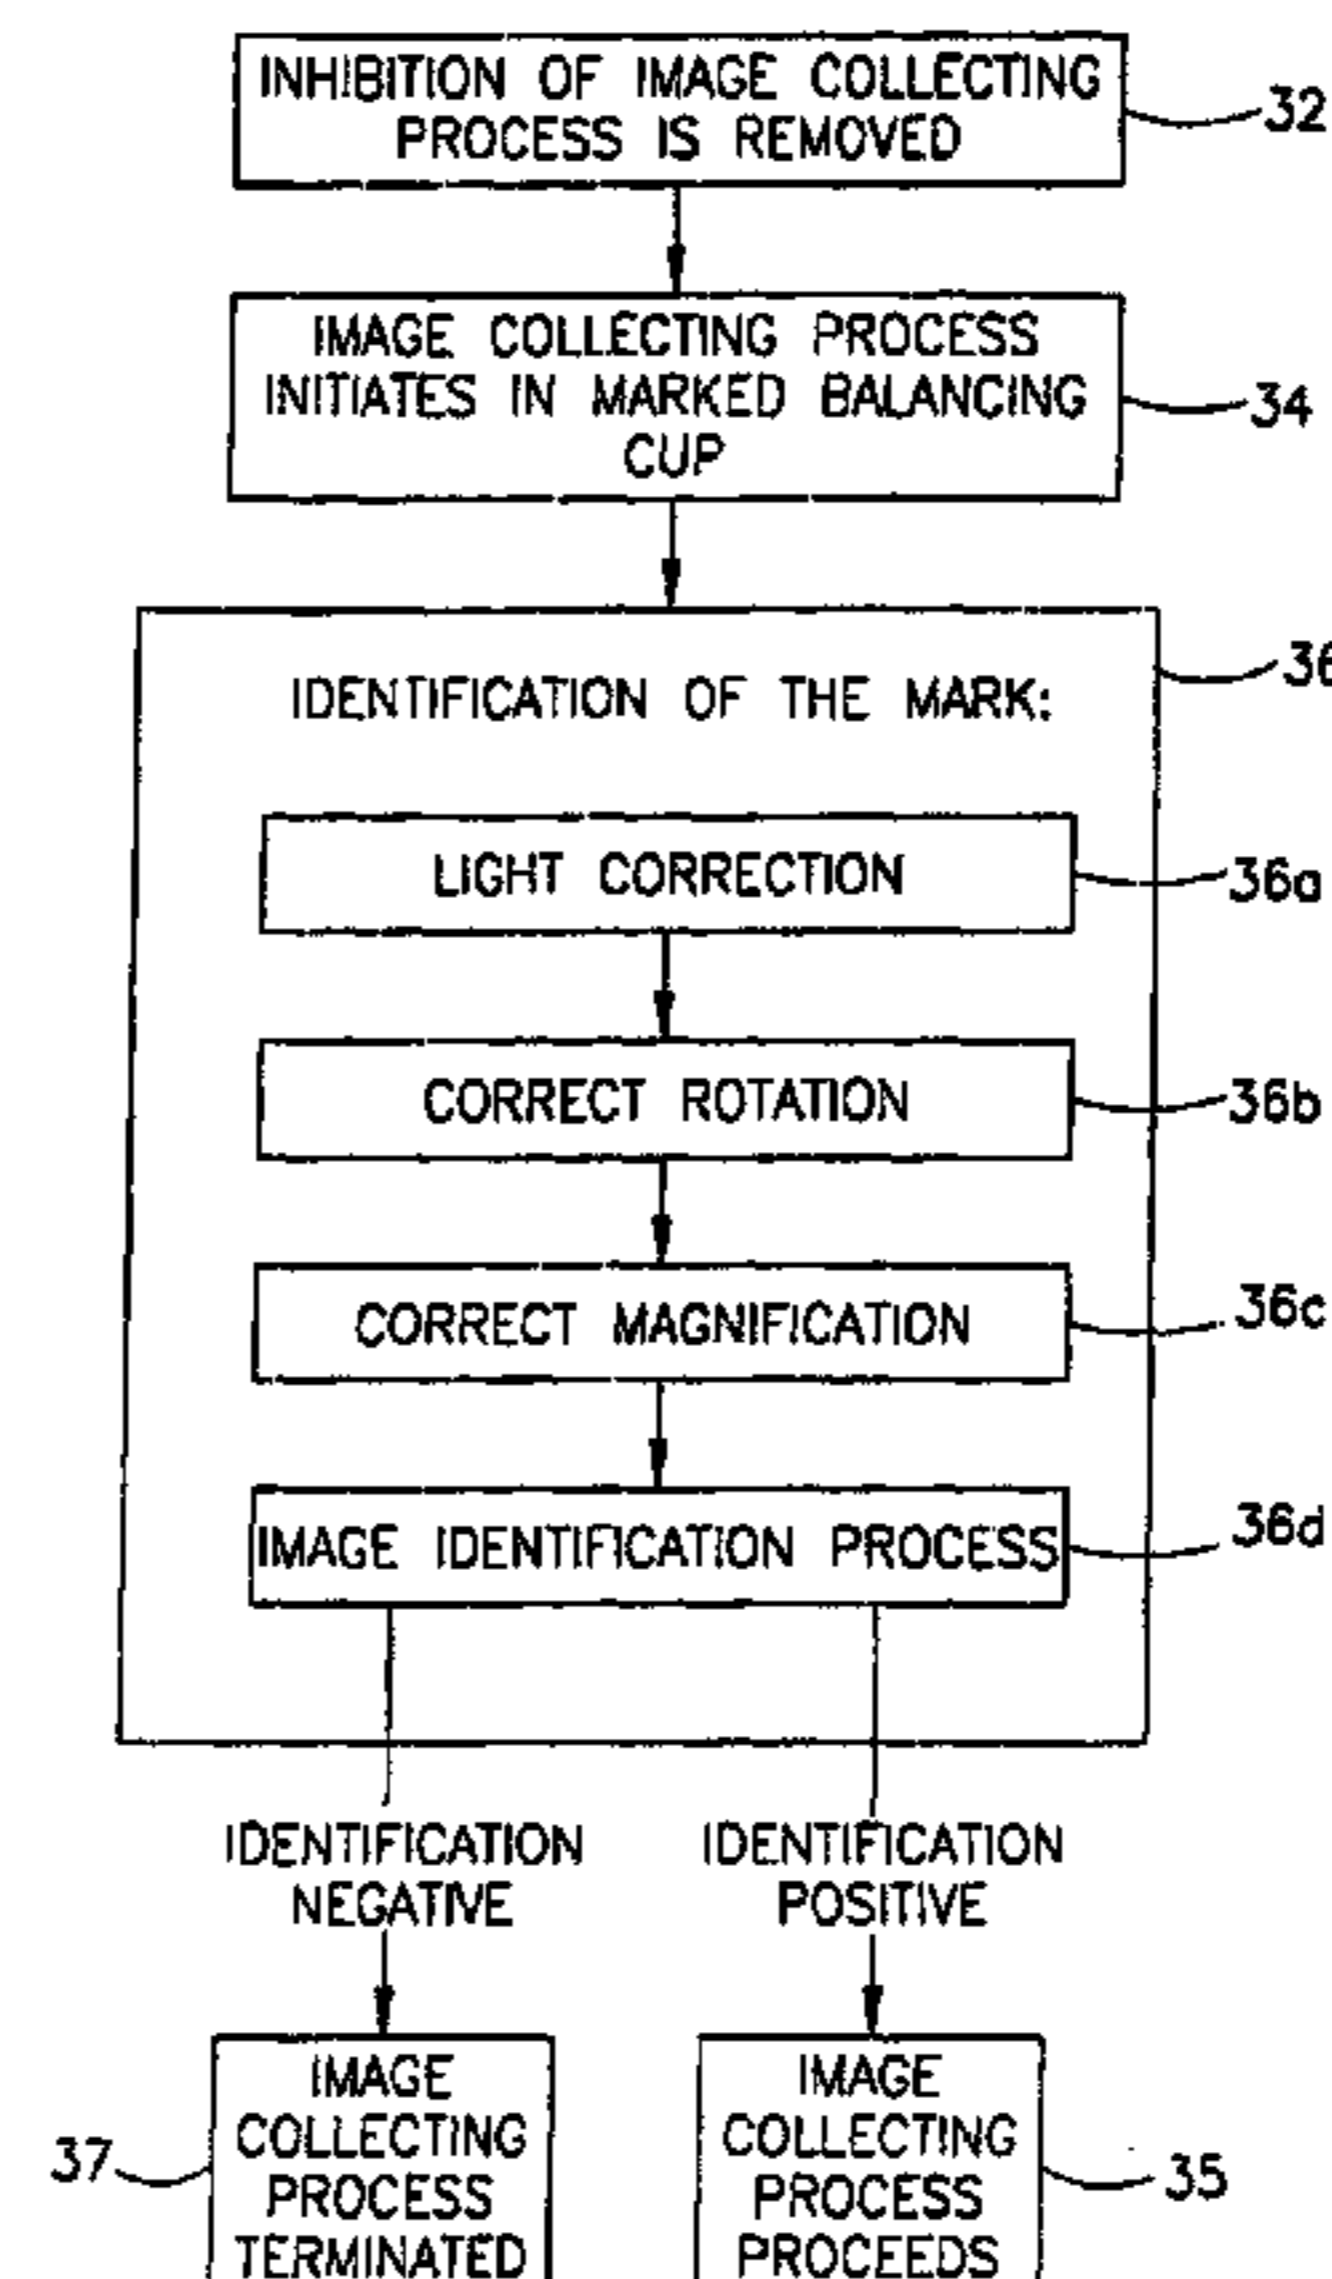 INHIBITION OF IMAGE COLLECTING
PROCESS IS REMOVED
32
IMAGE COLLECTING PROCESS
INITIATES IN MARKED BALANCING
CUP
34
36
IDENTIFICATION OF THE MARK:
LIGHT CORRECTION
36a
CORRECT ROTATION
36b
CORRECT MAGNIFICATION
36c
IMAGE IDENTIFICATION PROCESS
36d
IDENTIFICATION
NEGATIVE
IDENTIFICATION
POSITIVE
37
IMAGE
COLLECTING
PROCESS
TERMINATED
IMAGE
COLLECTING
PROCESS
PROCEEDS
35